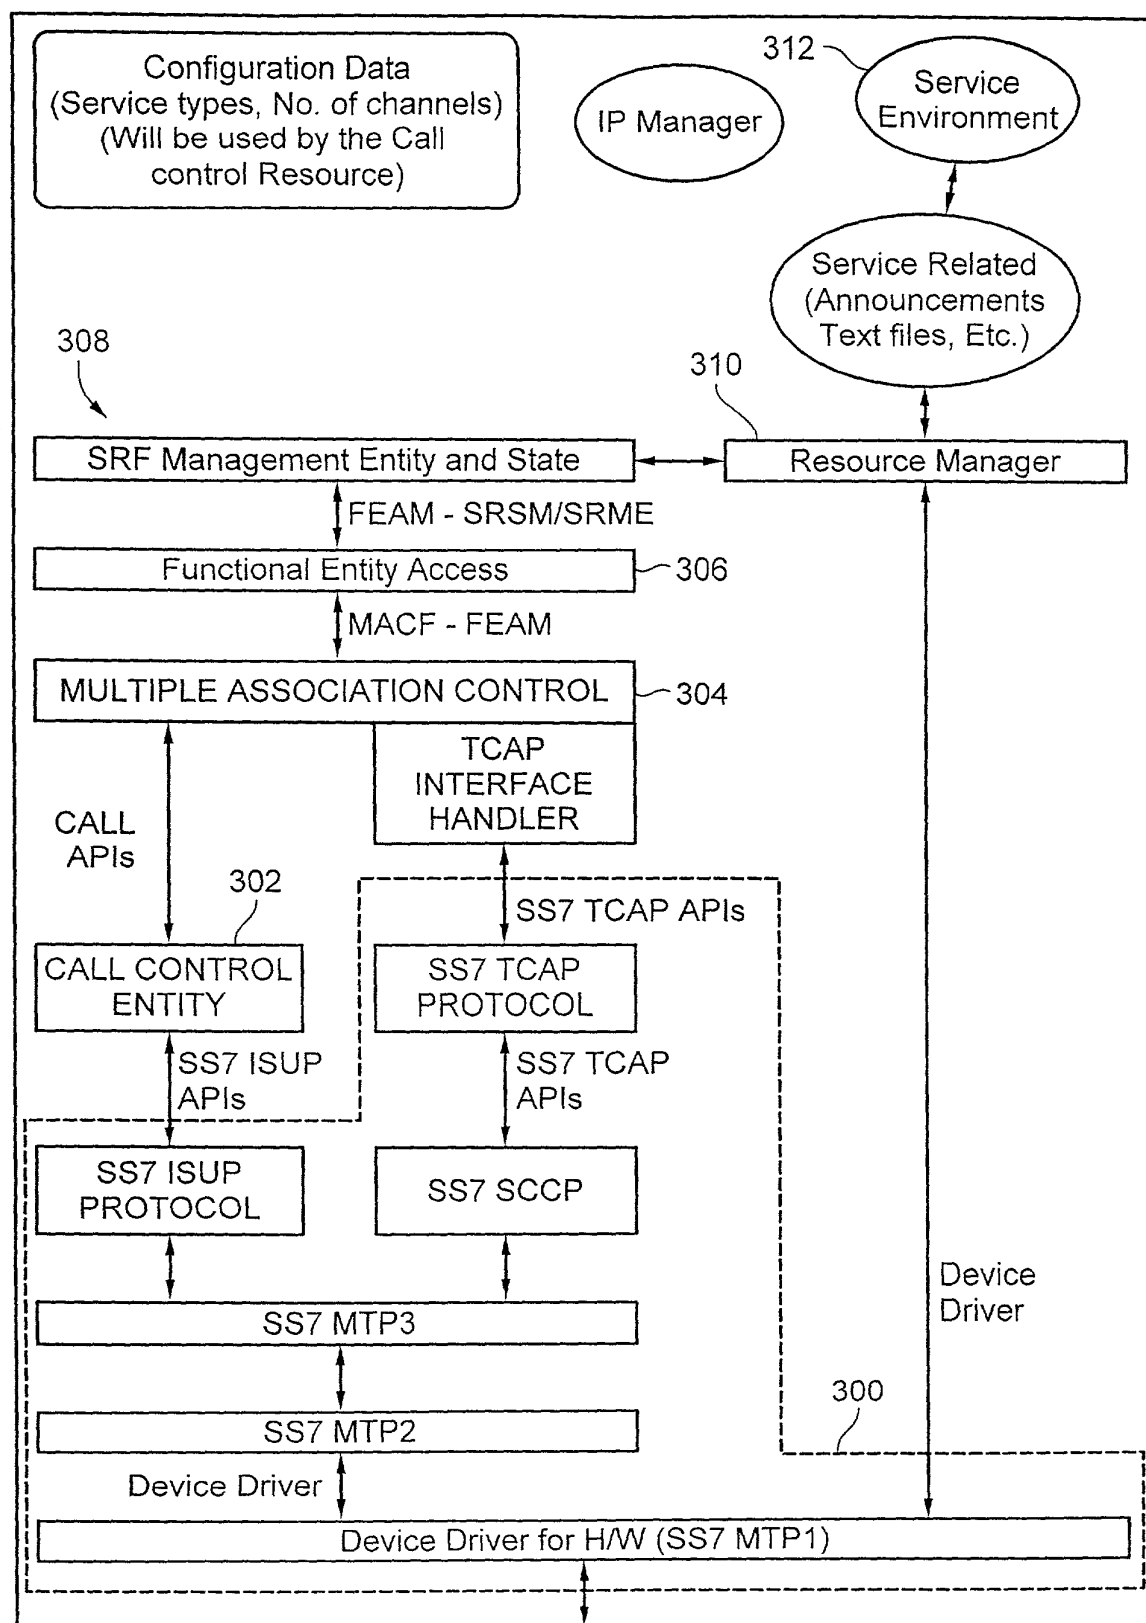 Configuration Data
(Service types, No. of channels)
(Will be used by the Call
control Resource)
IP Manager
312
Service
Environment
Service Related
(Announcements
Text files, Etc.)
308
310
SRF Management Entity and State
Resource Manager
FEAM - SRSM/SRME
Functional Entity Access
306
MACF - FEAM
MULTIPLE ASSOCIATION CONTROL
304
TCAP
INTERFACE
HANDLER
CALL
APIs
302
SS7 TCAP APIs
CALL CONTROL
ENTITY
SS7 TCAP
PROTOCOL
SS7 ISUP
APIs
SS7 TCAP
APIs
SS7 ISUP
PROTOCOL
SS7 SCCP
Device
Driver
SS7 MTP3
300
SS7 MTP2
Device Driver
Device Driver for H/W (SS7 MTP1)